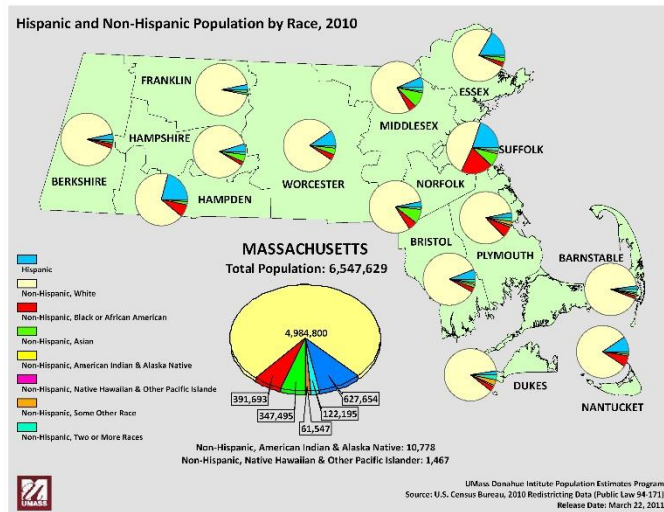 Hispanic and Non-Hispanic Population by Race, 2010
FRANKLIN
ESSEX
MIDDLESEX
HAMPSHIRE
SUFFOLK
BERKSHIRE
HAMPDEN
WORCESTER
NORFOLK
BRISTOL
PLYMOUTH
BARNSTABLE
DUKES
NANTUCKET
MASSACHUSETTS
Total Population: 6,547,629
4,984,800
391,693
347,495
61,547
122,195
627,654
Hispanic
Non-Hispanic, White
Non-Hispanic, Black or African American
Non-Hispanic, Asian
Non-Hispanic, American Indian & Alaska Native
Non-Hispanic, Native Hawaiian & Other Pacific Islande
Non-Hispanic, Some Other Race
Non-Hispanic, Two or More Races
Non-Hispanic, American Indian & Alaska Native: 10,778
Non-Hispanic, Native Hawaiian & Other Pacific Islander: 1,467
UMASS
UMass Donahue Intitute Population Estimates Program
Source: U.S. Census Bureau, 2010 Redistricting Data (Public Law 94-171)
Release Date: March 22, 2011